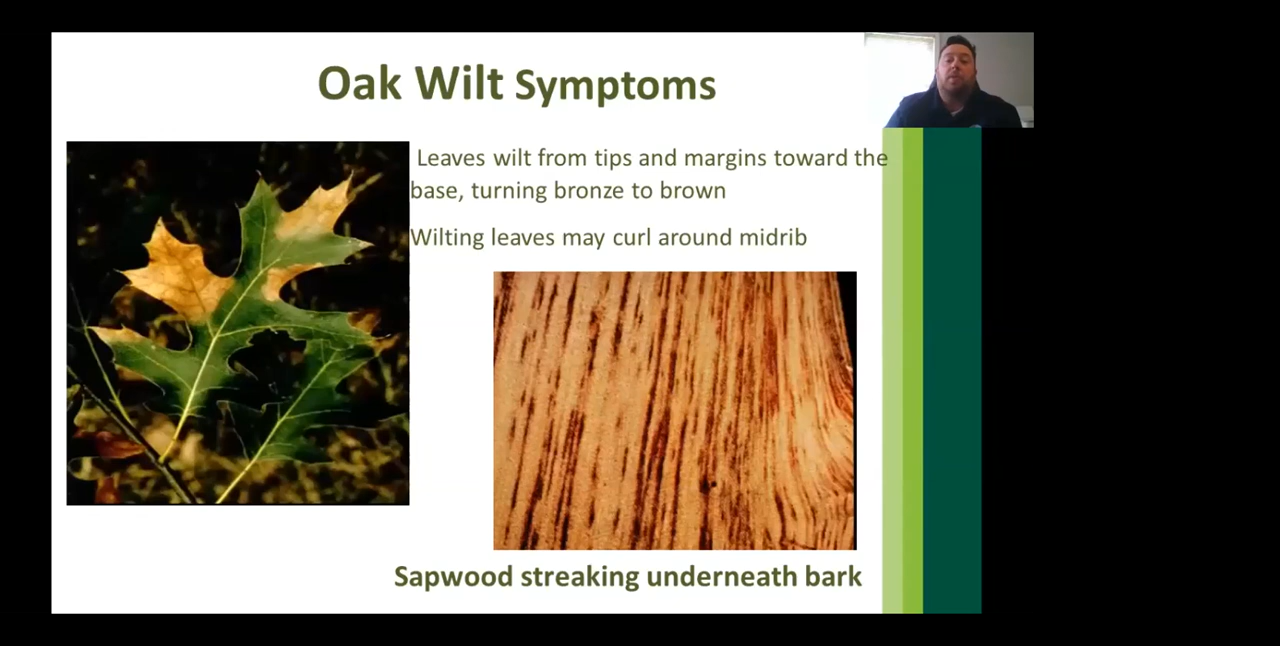 Oak Wilt Symptoms
Leaves wilt from tips and margins toward the
base, turning bronze to brown
Wilting leaves may curl around midrib
Sapwood streaking underneath bark